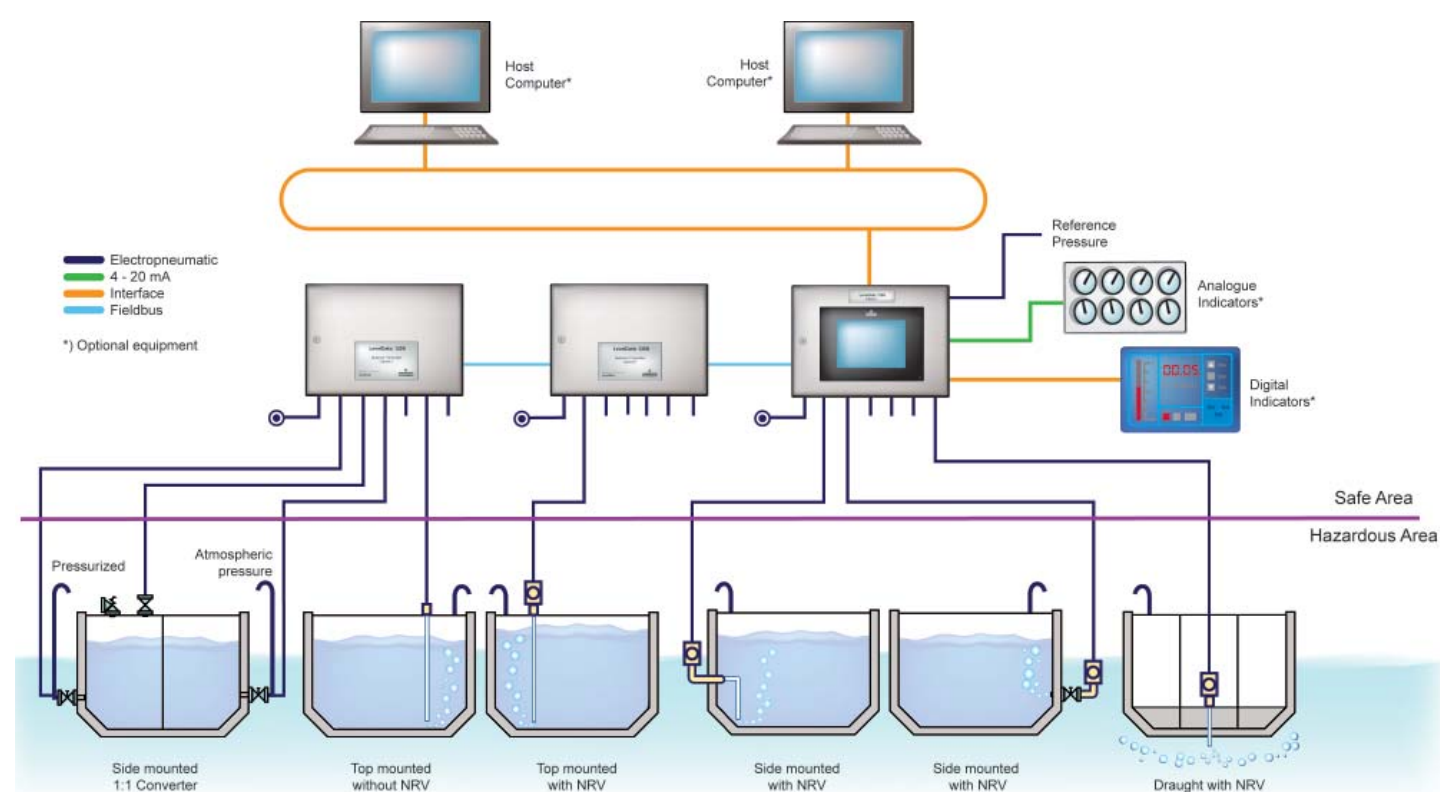 Host
Computer*
Host
Computer*
Reference
Pressure
Electropneumatic
4 - 20 mA
Interface
Fieldbus
*) Optional equipment
Analogue
Indicators*
00.05
Digital
Indicators*
Safe Area
Hazardous Area
Pressurized
Atmospheric
pressure
Side mounted
1:1 Converter
Top mounted
without NRV
Top mounted
with NRV
Side mounted
with NRV
Side mounted
with NRV
Draught with NRV